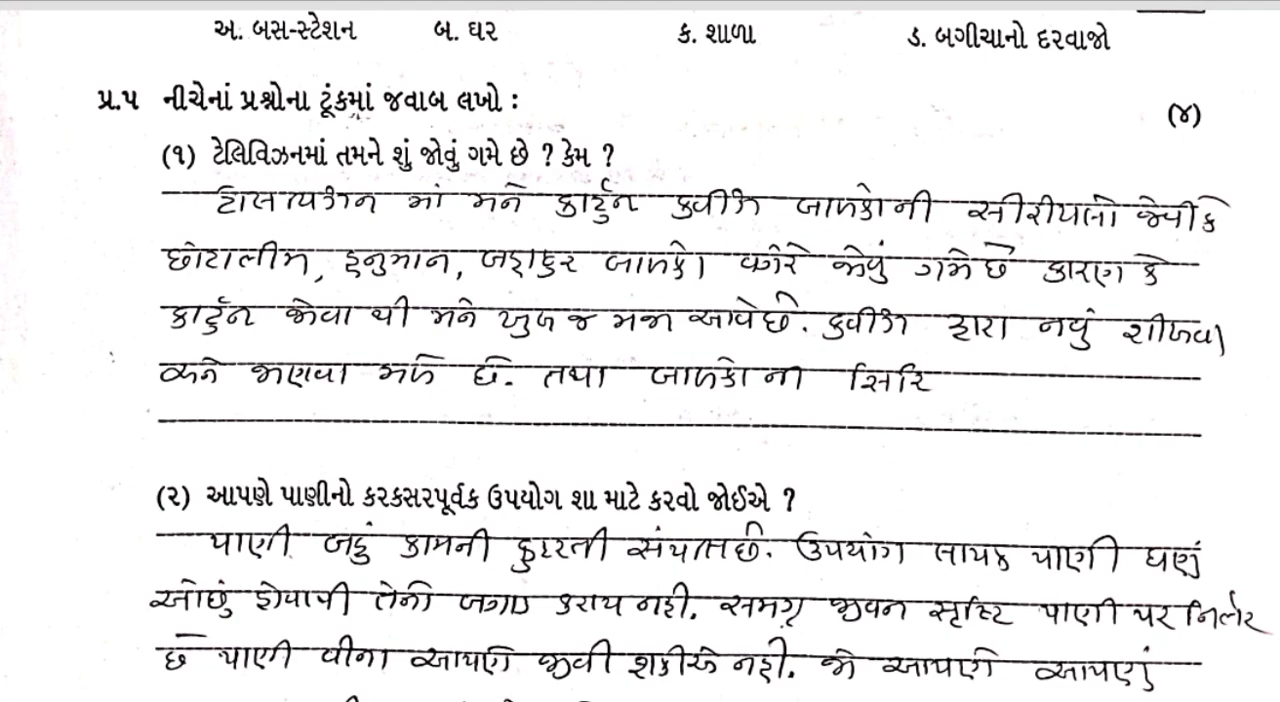 અ. બસ-સ્ટેશન બ. ઘર ક. શાળા ડ. બગીચાનો દરવાજો
પ્ર.૫ નીચેનાં પ્રશ્નોના ટૂંકમાં જવાબ લખો : (૪)
(૧) ટેલિવિઝનમાં તમને શું જોવું ગમે છે ? કેમ ?
માં મને કાર્ટુન કવીઝ બાળકોની સીરીયલો જેવીકે
છોટાભીમ, હનુમાન, બહાદુર બાળકો વગેરે જોવું ગમે છે કારણ કે
કાર્ટુન જોવા થી મને ખુબ જ મજા આવે છે. કવીઝ દ્વારા નવું શીખવા
અને જાણવા મળે છે. તથા બાળકો ના સિરિ
(૨) આપણે પાણીનો કરકસરપૂર્વક ઉપયોગ શા માટે કરવો જોઈએ ?
પાણી બહું કામની કુદરતી સંપત્તિ છે. ઉપયોગ લાયક પાણી ઘણું
ઓછું હોવાથી તેનો બગાડ કરાય નહી. સમગ્ર જીવન સૃષ્ટિ પાણી પર નિર્ભર
છે પાણી વીના આપણે જીવી શકીએ નહી. જો આપણે આપણું